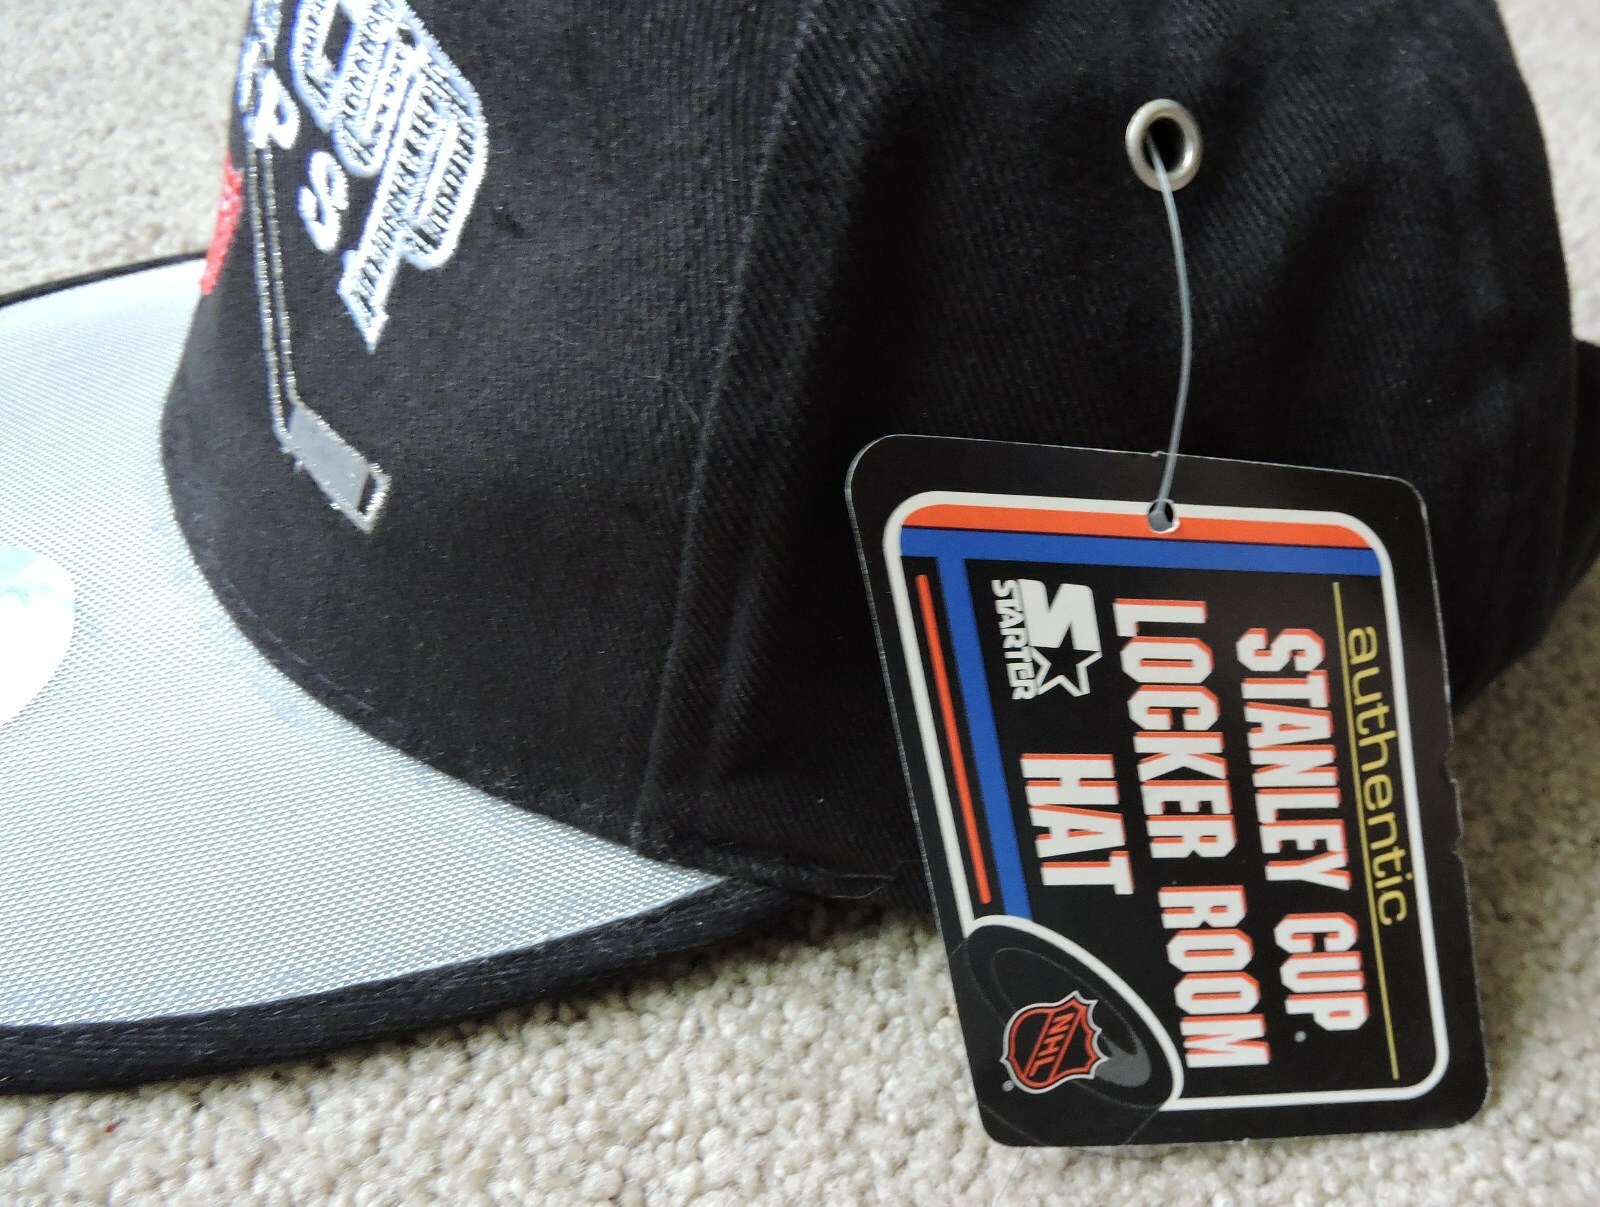 authentic
STANLEY CUP
LOCKER ROOM
HAT
STARTER
NHL